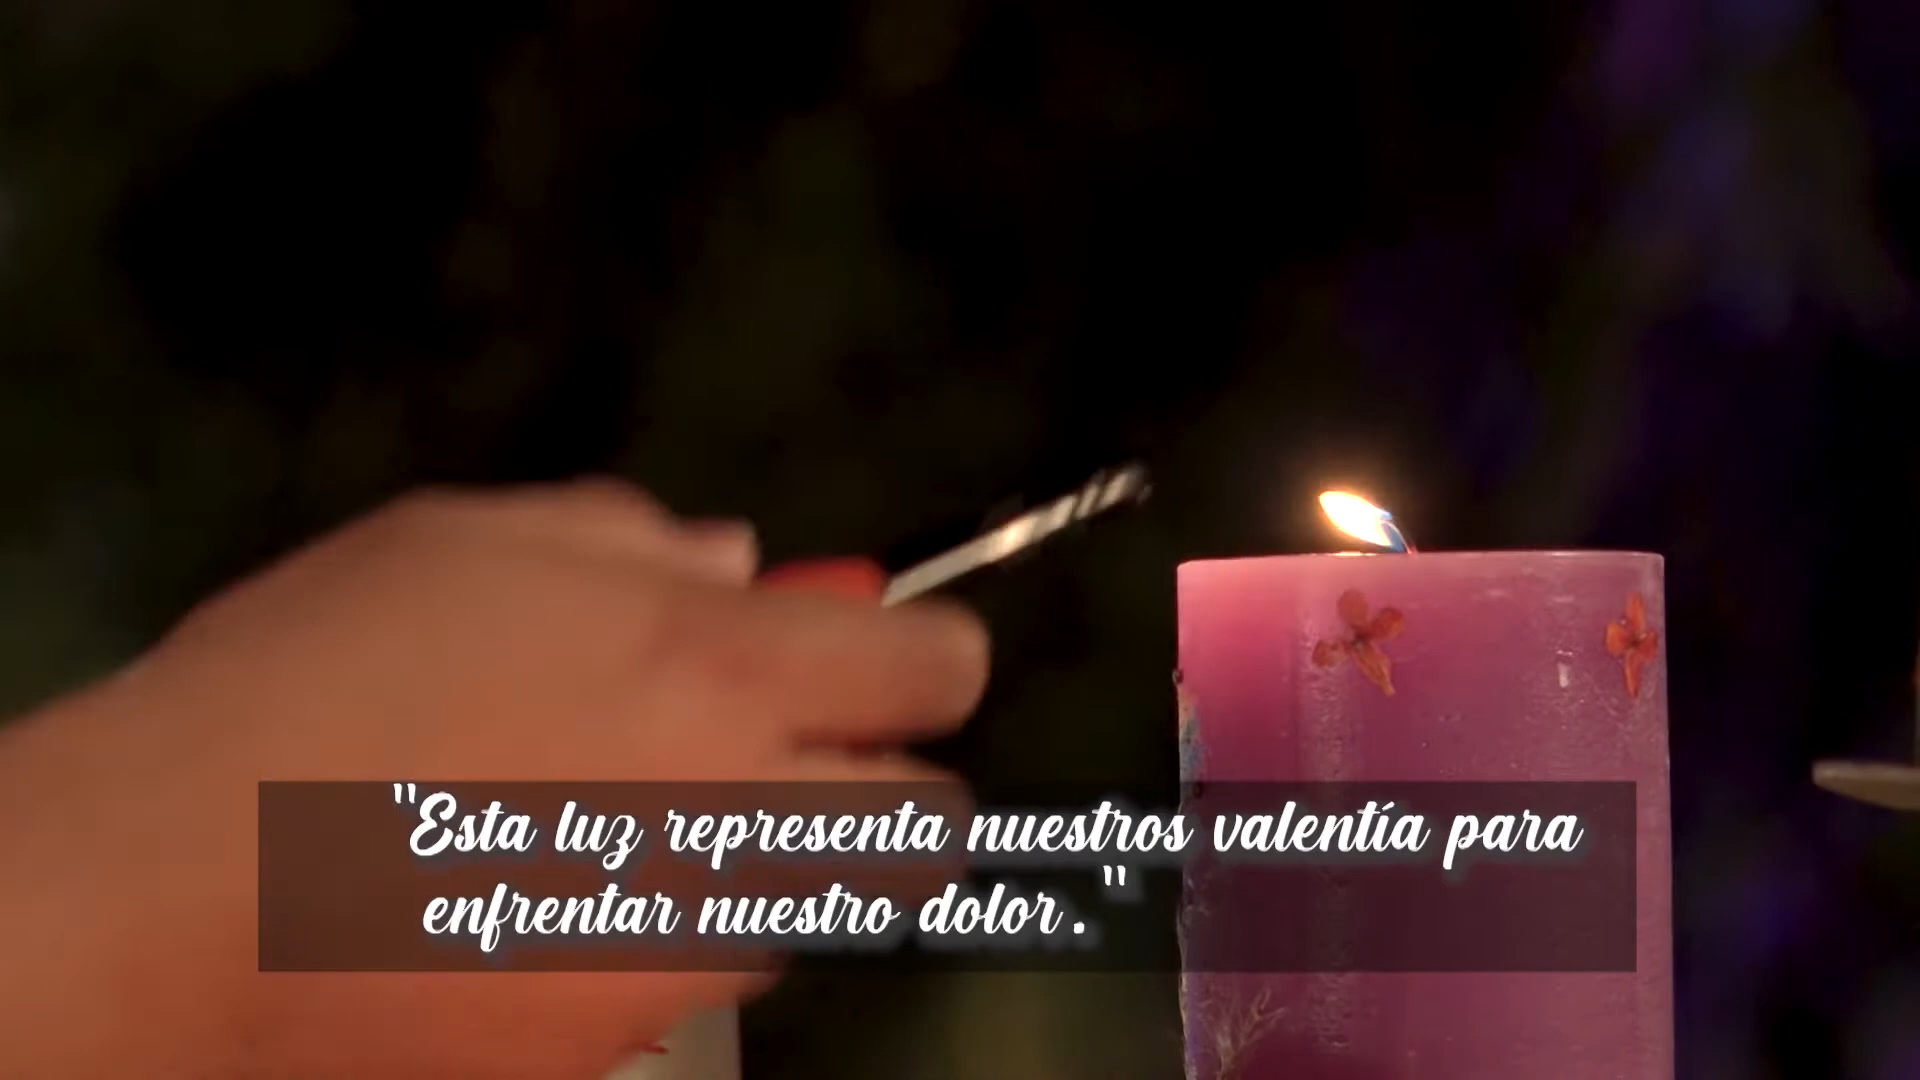 "Esta luz representa nuestros valentía para
enfrentar nuestro dolor."